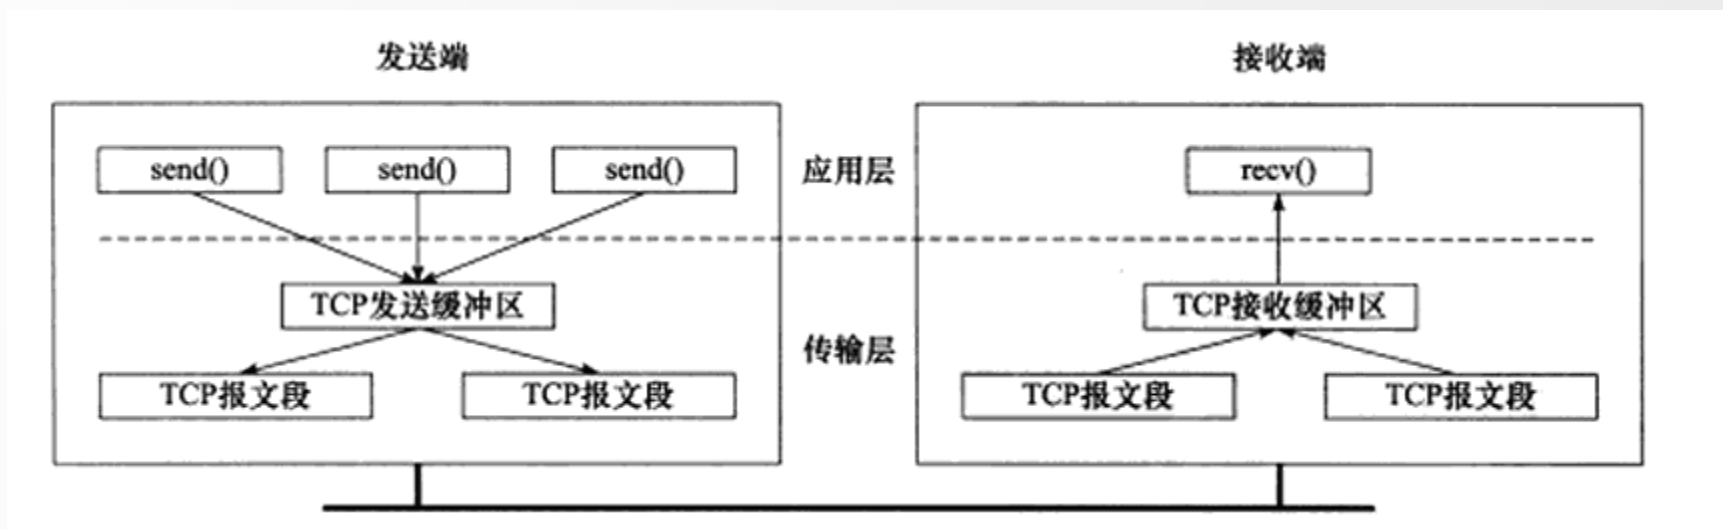 发送端 接收端
send() send() send() 应用层 recv()
TCP发送缓冲区 TCP接收缓冲区
传输层
TCP报文段 TCP报文段 TCP报文段 TCP报文段